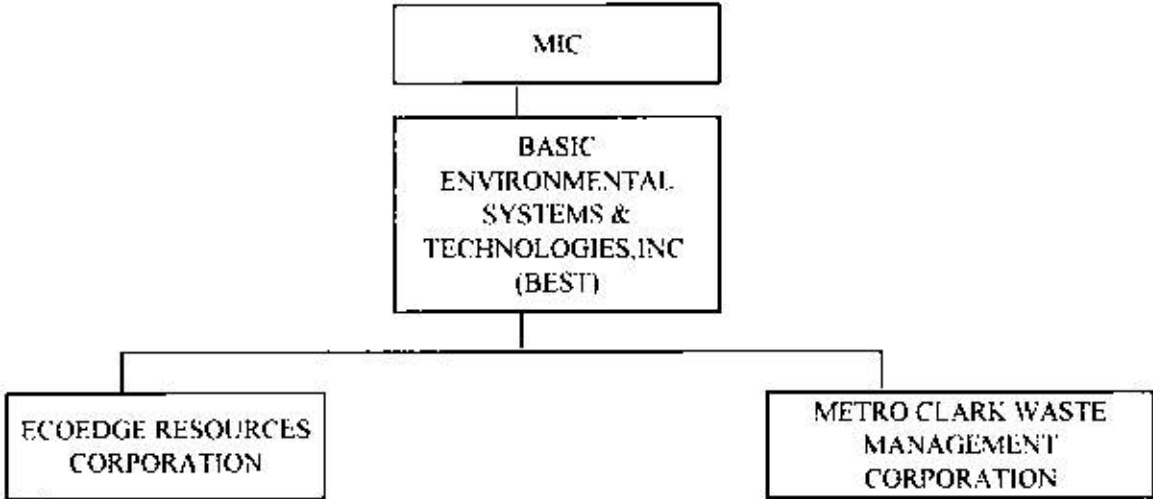 MIC
BASIC
ENVIRONMENTAL
SYSTEMS &
TECHNOLOGIES,INC
(BEST)
ECOEDGE RESOURCES
CORPORATION
METRO CLARK WASTE
MANAGEMENT
CORPORATION